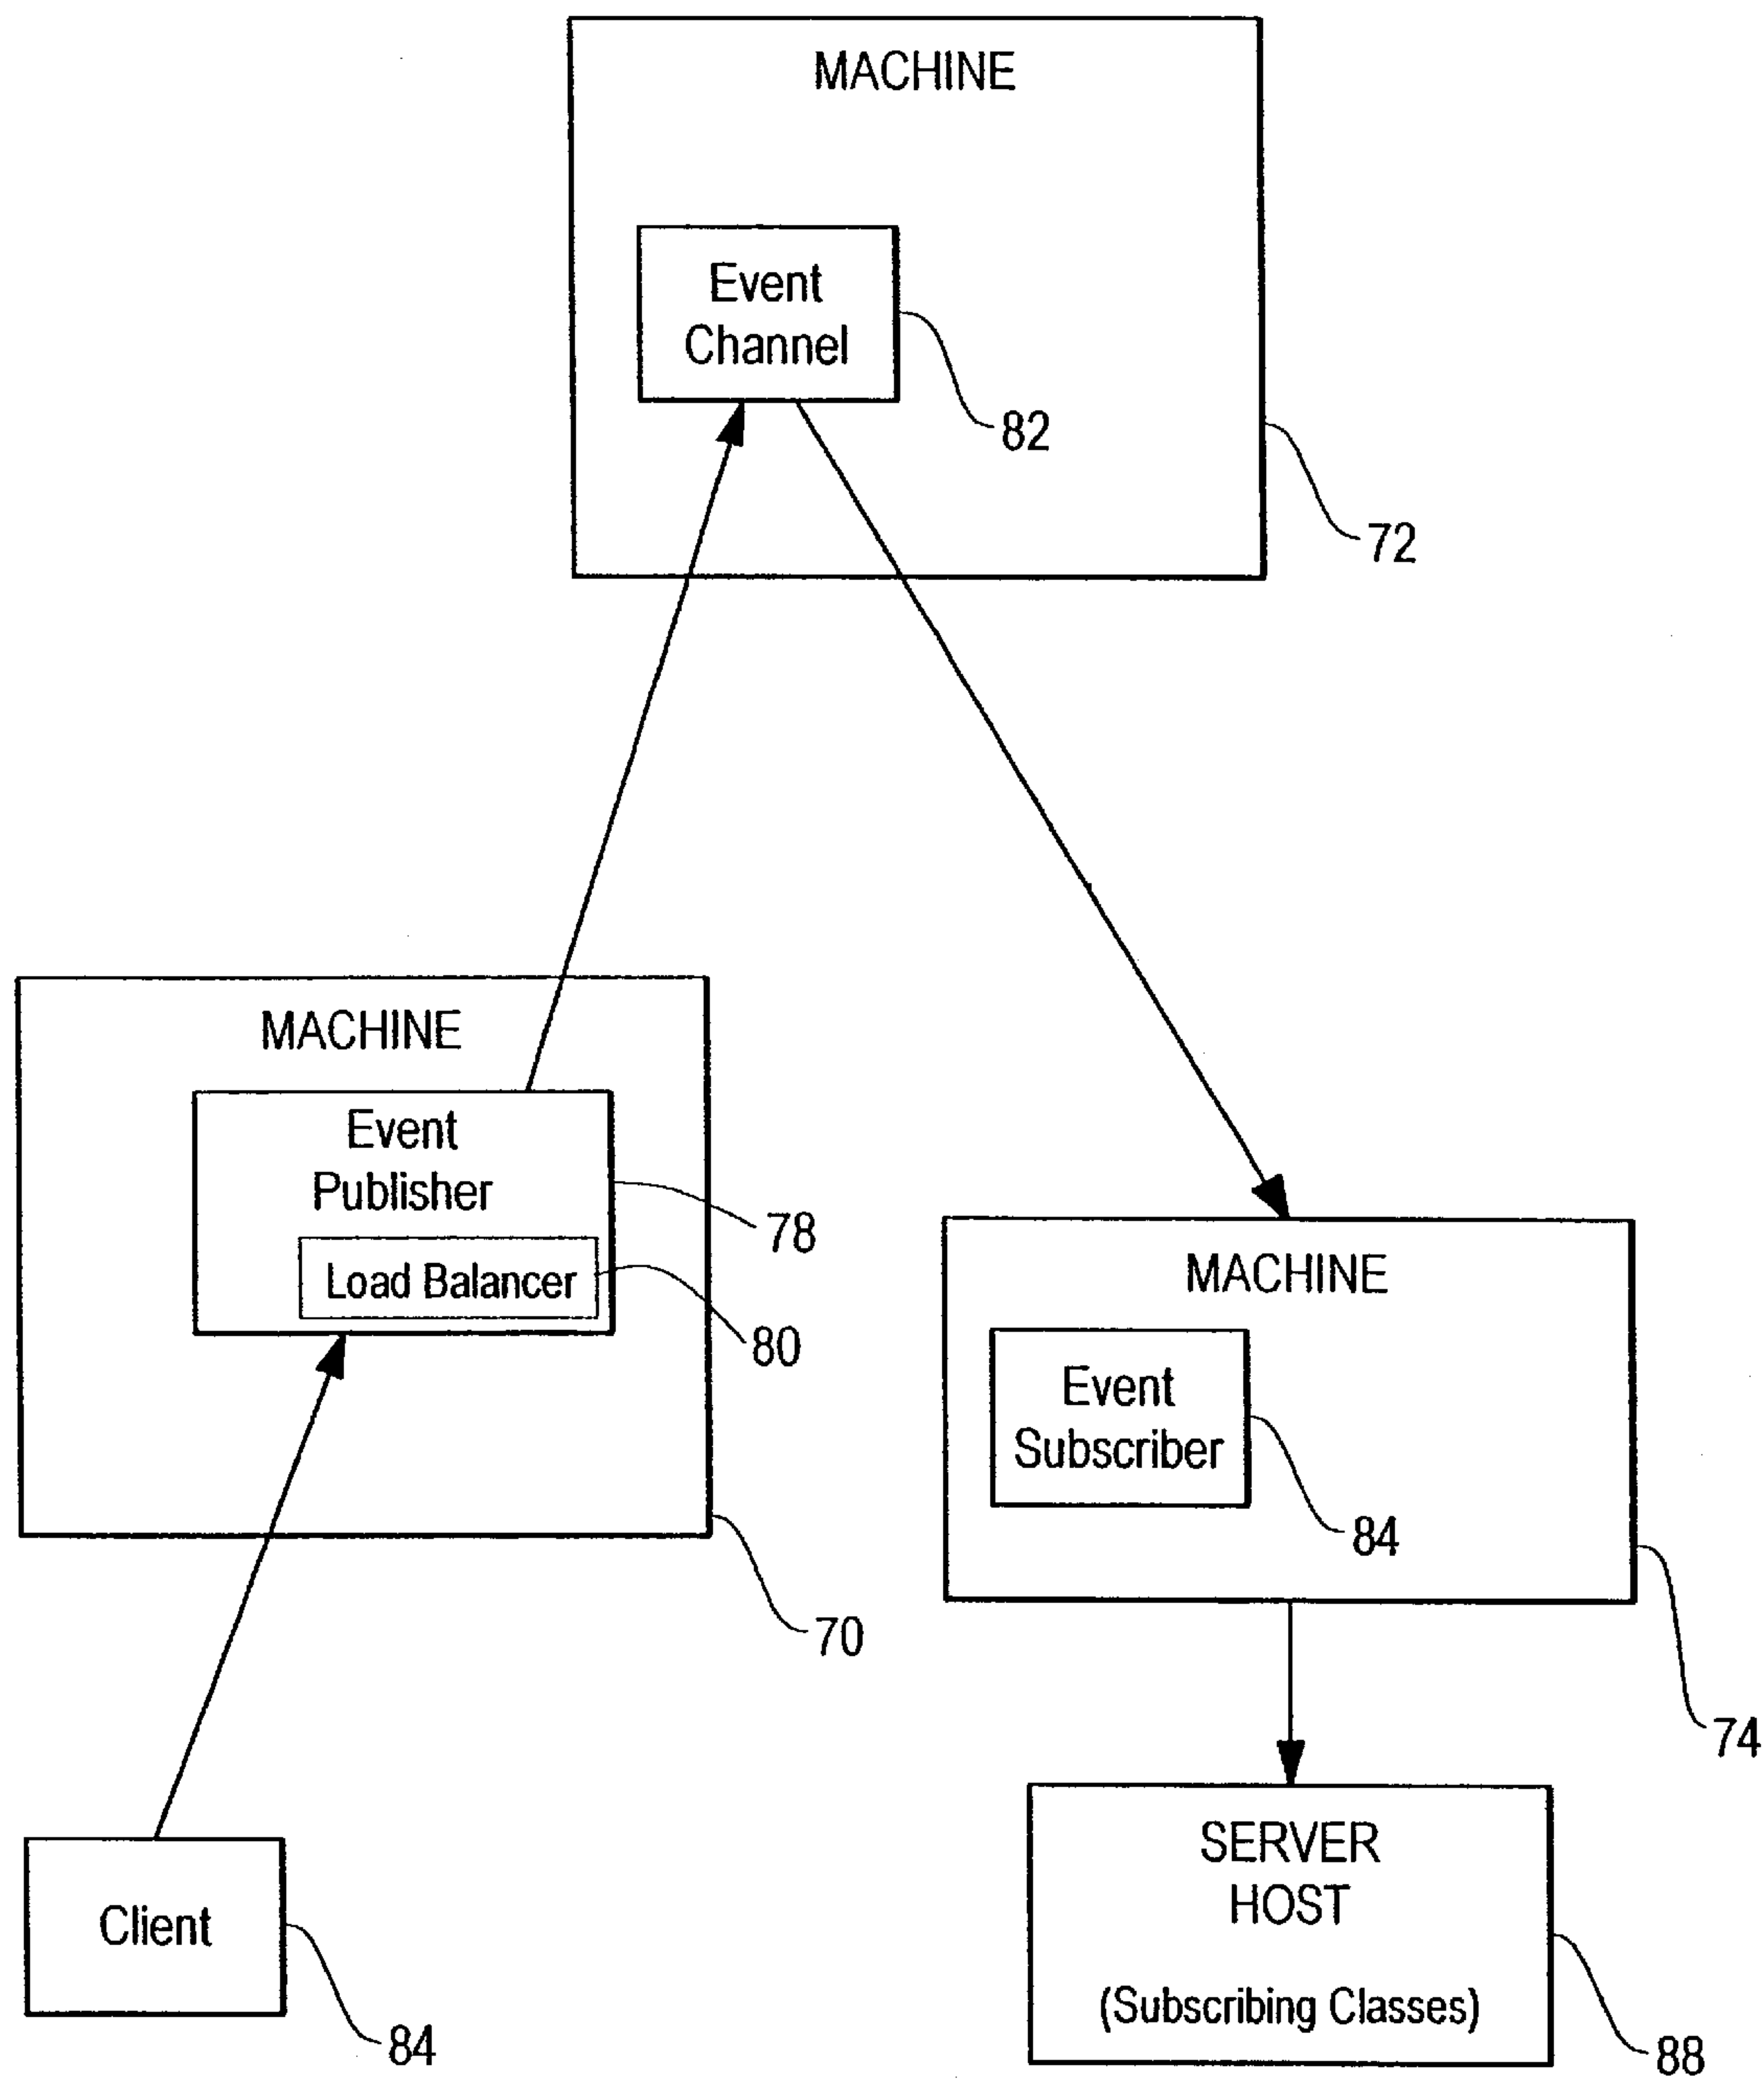 MACHINE
Event
Channel
82
72
MACHINE
Event
Publisher
78
Load Balancer
80
70
MACHINE
Event
Subscriber
84
74
Client
84
SERVER
HOST
(Subscribing Classes)
88